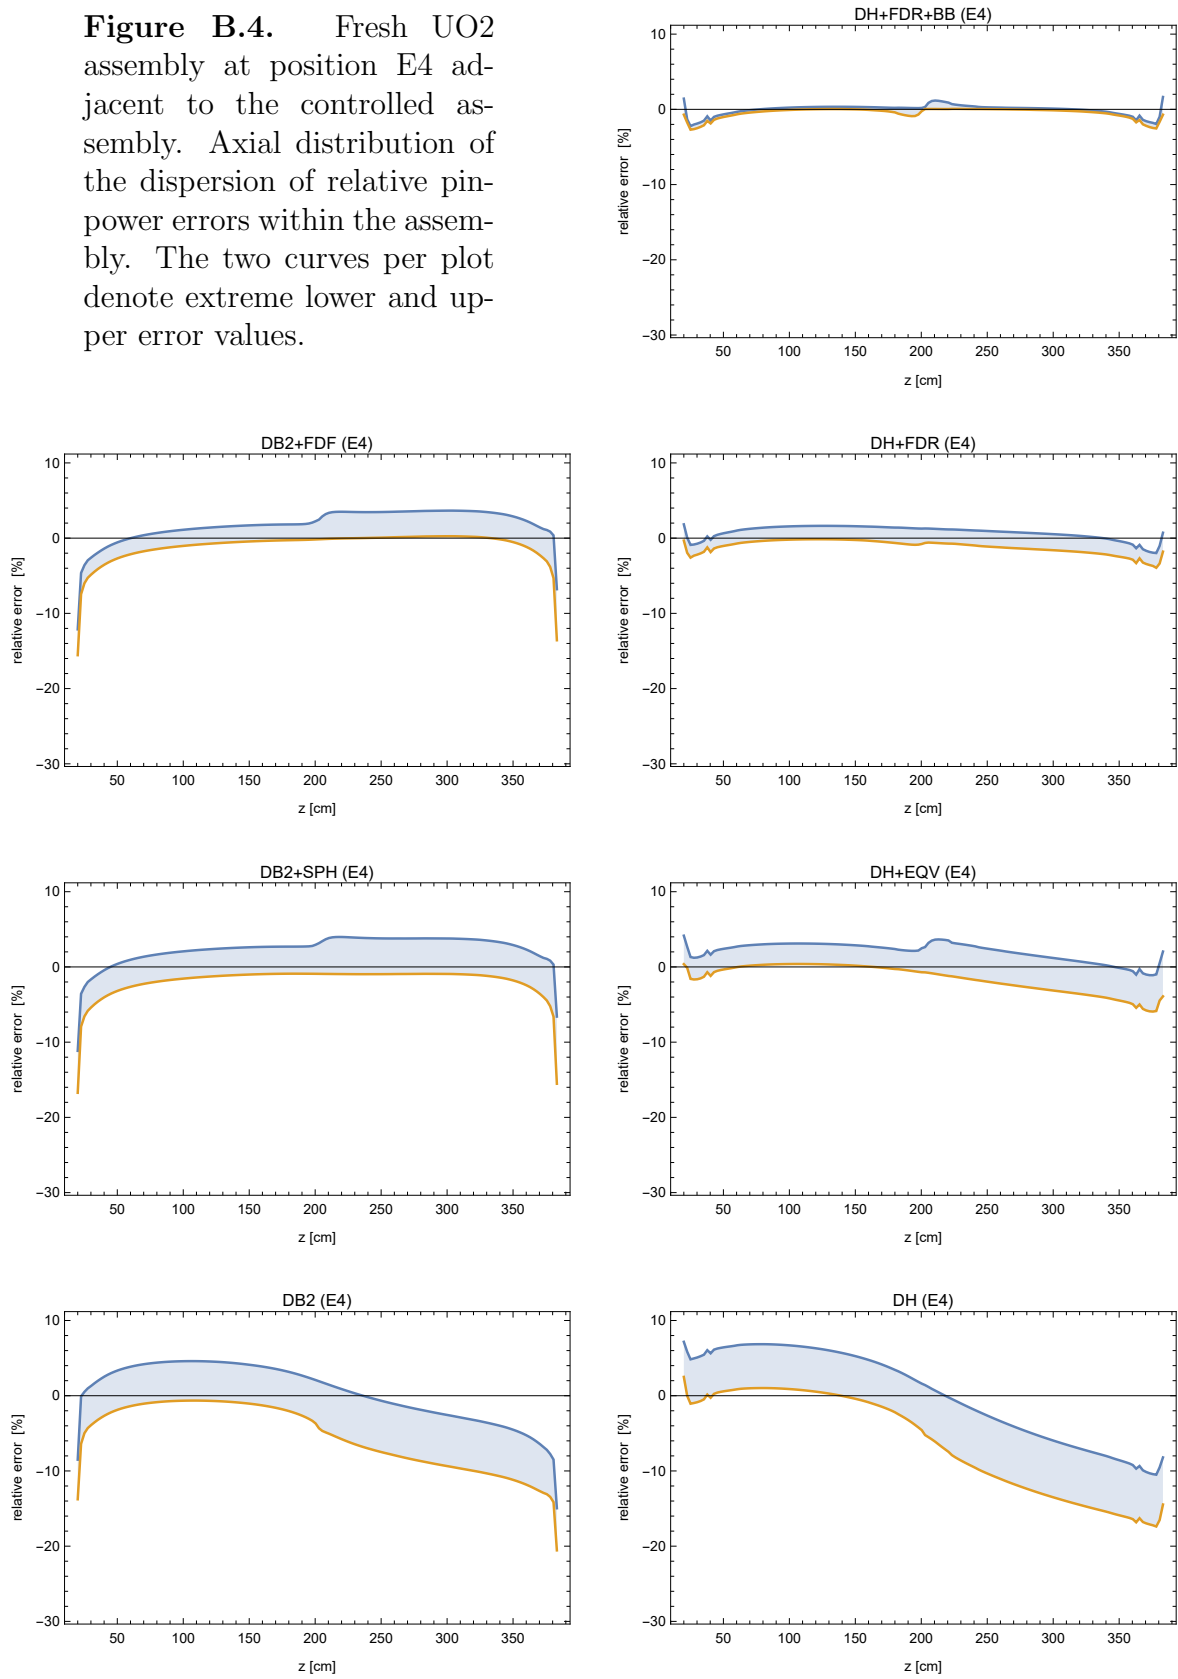 Figure B.4. Fresh UO2
assembly at position E4 ad-
jacent to the controlled as-
sembly. Axial distribution of
the dispersion of relative pin-
power errors within the assem-
bly. The two curves per plot
denote extreme lower and up-
per error values.
DH+FDR+BB (E4)
relative error [%]
10
0
−10
−20
−30
50 100 150 200 250 300 350
z [cm]
DB2+FDF (E4)
relative error [%]
10
0
−10
−20
−30
50 100 150 200 250 300 350
z [cm]
DH+FDR (E4)
relative error [%]
10
0
−10
−20
−30
50 100 150 200 250 300 350
z [cm]
DB2+SPH (E4)
relative error [%]
10
0
−10
−20
−30
50 100 150 200 250 300 350
z [cm]
DH+EQV (E4)
relative error [%]
10
0
−10
−20
−30
50 100 150 200 250 300 350
z [cm]
DB2 (E4)
relative error [%]
10
0
−10
−20
−30
50 100 150 200 250 300 350
z [cm]
DH (E4)
relative error [%]
10
0
−10
−20
−30
50 100 150 200 250 300 350
z [cm]